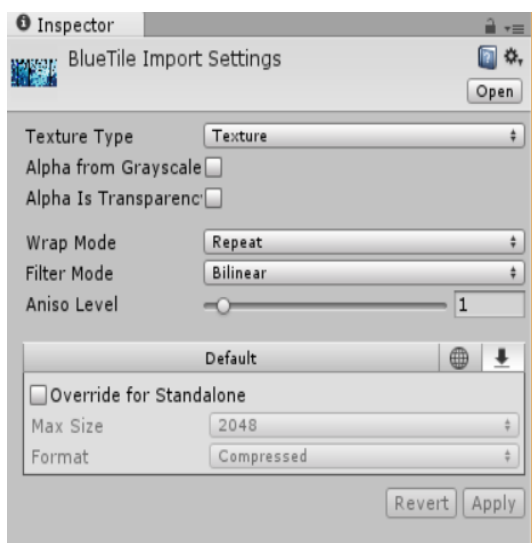 Inspector
BlueTile Import Settings
Open
Texture Type Texture
Alpha from Grayscale
Alpha Is Transparenc
Wrap Mode Repeat
Filter Mode Bilinear
Aniso Level 1
Default
Override for Standalone
Max Size 2048
Format Compressed
Revert Apply